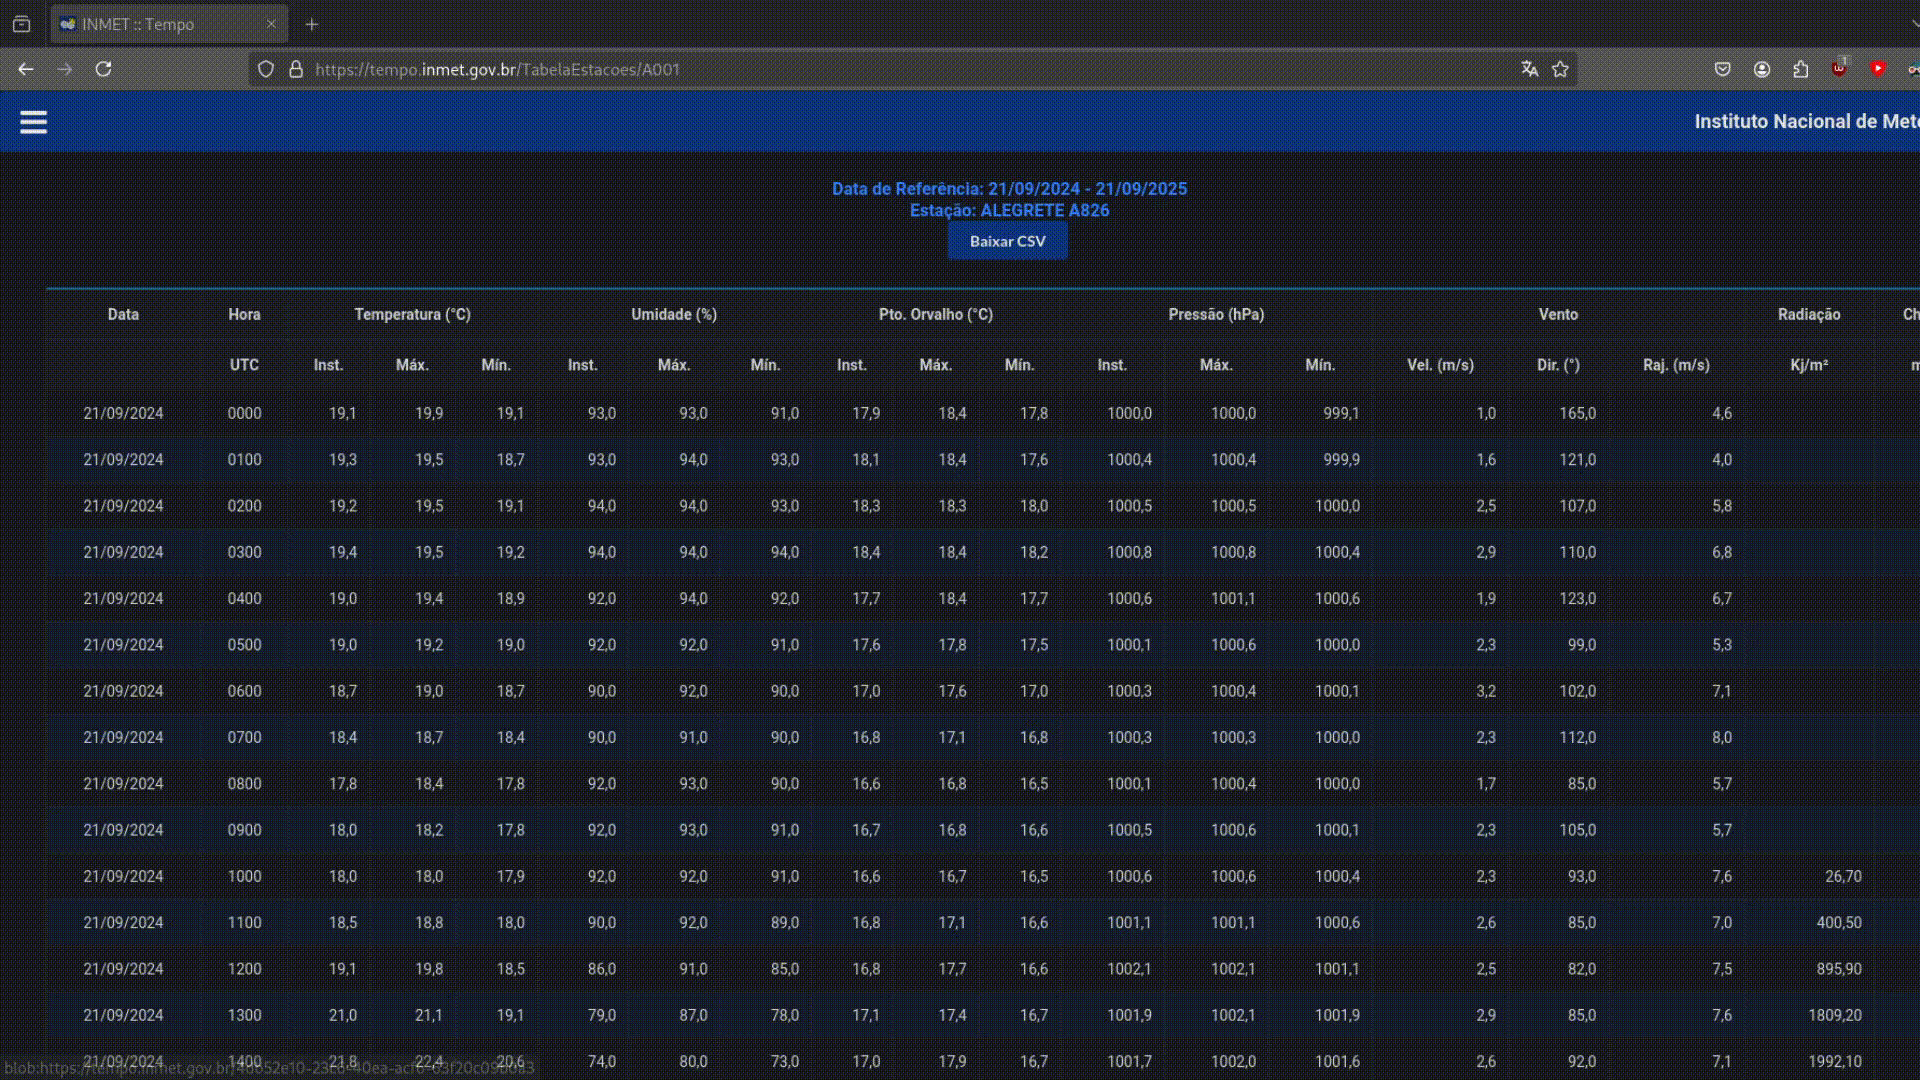 INMET :: Tempo
https://tempo.inmet.gov.br/TabelaEstacoes/A001
1
Instituto Nacional de Mete
Data de Referência: 21/09/2024 - 21/09/2025
Estação: ALEGRETE A826
Baixar CSV
Data Hora Temperatura (°C) Umidade (%) Pto. Orvalho (°C) Pressão (hPa) Vento Radiação Ch
UTC Inst. Máx. Mín. Inst. Máx. Mín. Inst. Máx. Mín. Inst. Máx. Mín. Vel. (m/s) Dir. (°) Raj. (m/s) Kj/m² m
21/09/2024 0000 19,1 19,9 19,1 93,0 93,0 91,0 17,9 18,4 17,8 1000,0 1000,0 999,1 1,0 165,0 4,6
21/09/2024 0100 19,3 19,5 18,7 93,0 94,0 93,0 18,1 18,4 17,6 1000,4 1000,4 999,9 1,6 121,0 4,0
21/09/2024 0200 19,2 19,5 19,1 94,0 94,0 93,0 18,3 18,3 18,0 1000,5 1000,5 1000,0 2,5 107,0 5,8
21/09/2024 0300 19,4 19,5 19,2 94,0 94,0 94,0 18,4 18,4 18,2 1000,8 1000,8 1000,4 2,9 110,0 6,8
21/09/2024 0400 19,0 19,4 18,9 92,0 94,0 92,0 17,7 18,4 17,7 1000,6 1001,1 1000,6 1,9 123,0 6,7
21/09/2024 0500 19,0 19,2 19,0 92,0 92,0 91,0 17,6 17,8 17,5 1000,1 1000,6 1000,0 2,3 99,0 5,3
21/09/2024 0600 18,7 19,0 18,7 90,0 92,0 90,0 17,0 17,6 17,0 1000,3 1000,4 1000,1 3,2 102,0 7,1
21/09/2024 0700 18,4 18,7 18,4 90,0 91,0 90,0 16,8 17,1 16,8 1000,3 1000,3 1000,0 2,3 112,0 8,0
21/09/2024 0800 17,8 18,4 17,8 92,0 93,0 90,0 16,6 16,8 16,5 1000,1 1000,4 1000,0 1,7 85,0 5,7
21/09/2024 0900 18,0 18,2 17,8 92,0 93,0 91,0 16,7 16,8 16,6 1000,5 1000,6 1000,1 2,3 105,0 5,7
21/09/2024 1000 18,0 18,0 17,9 92,0 92,0 91,0 16,6 16,7 16,5 1000,6 1000,6 1000,4 2,3 93,0 7,6 26,70
21/09/2024 1100 18,5 18,8 18,0 90,0 92,0 89,0 16,8 17,1 16,6 1001,1 1001,1 1000,6 2,6 85,0 7,0 400,50
21/09/2024 1200 19,1 19,8 18,5 86,0 91,0 85,0 16,8 17,7 16,6 1002,1 1002,1 1001,1 2,5 82,0 7,5 895,90
21/09/2024 1300 21,0 21,1 19,1 79,0 87,0 78,0 17,1 17,4 16,7 1001,9 1002,1 1001,9 2,9 85,0 7,6 1809,20
21/09/2024 1400 21,8 22,4 20,6 74,0 80,0 73,0 17,0 17,9 16,7 1001,7 1002,0 1001,6 2,6 92,0 7,1 1992,10